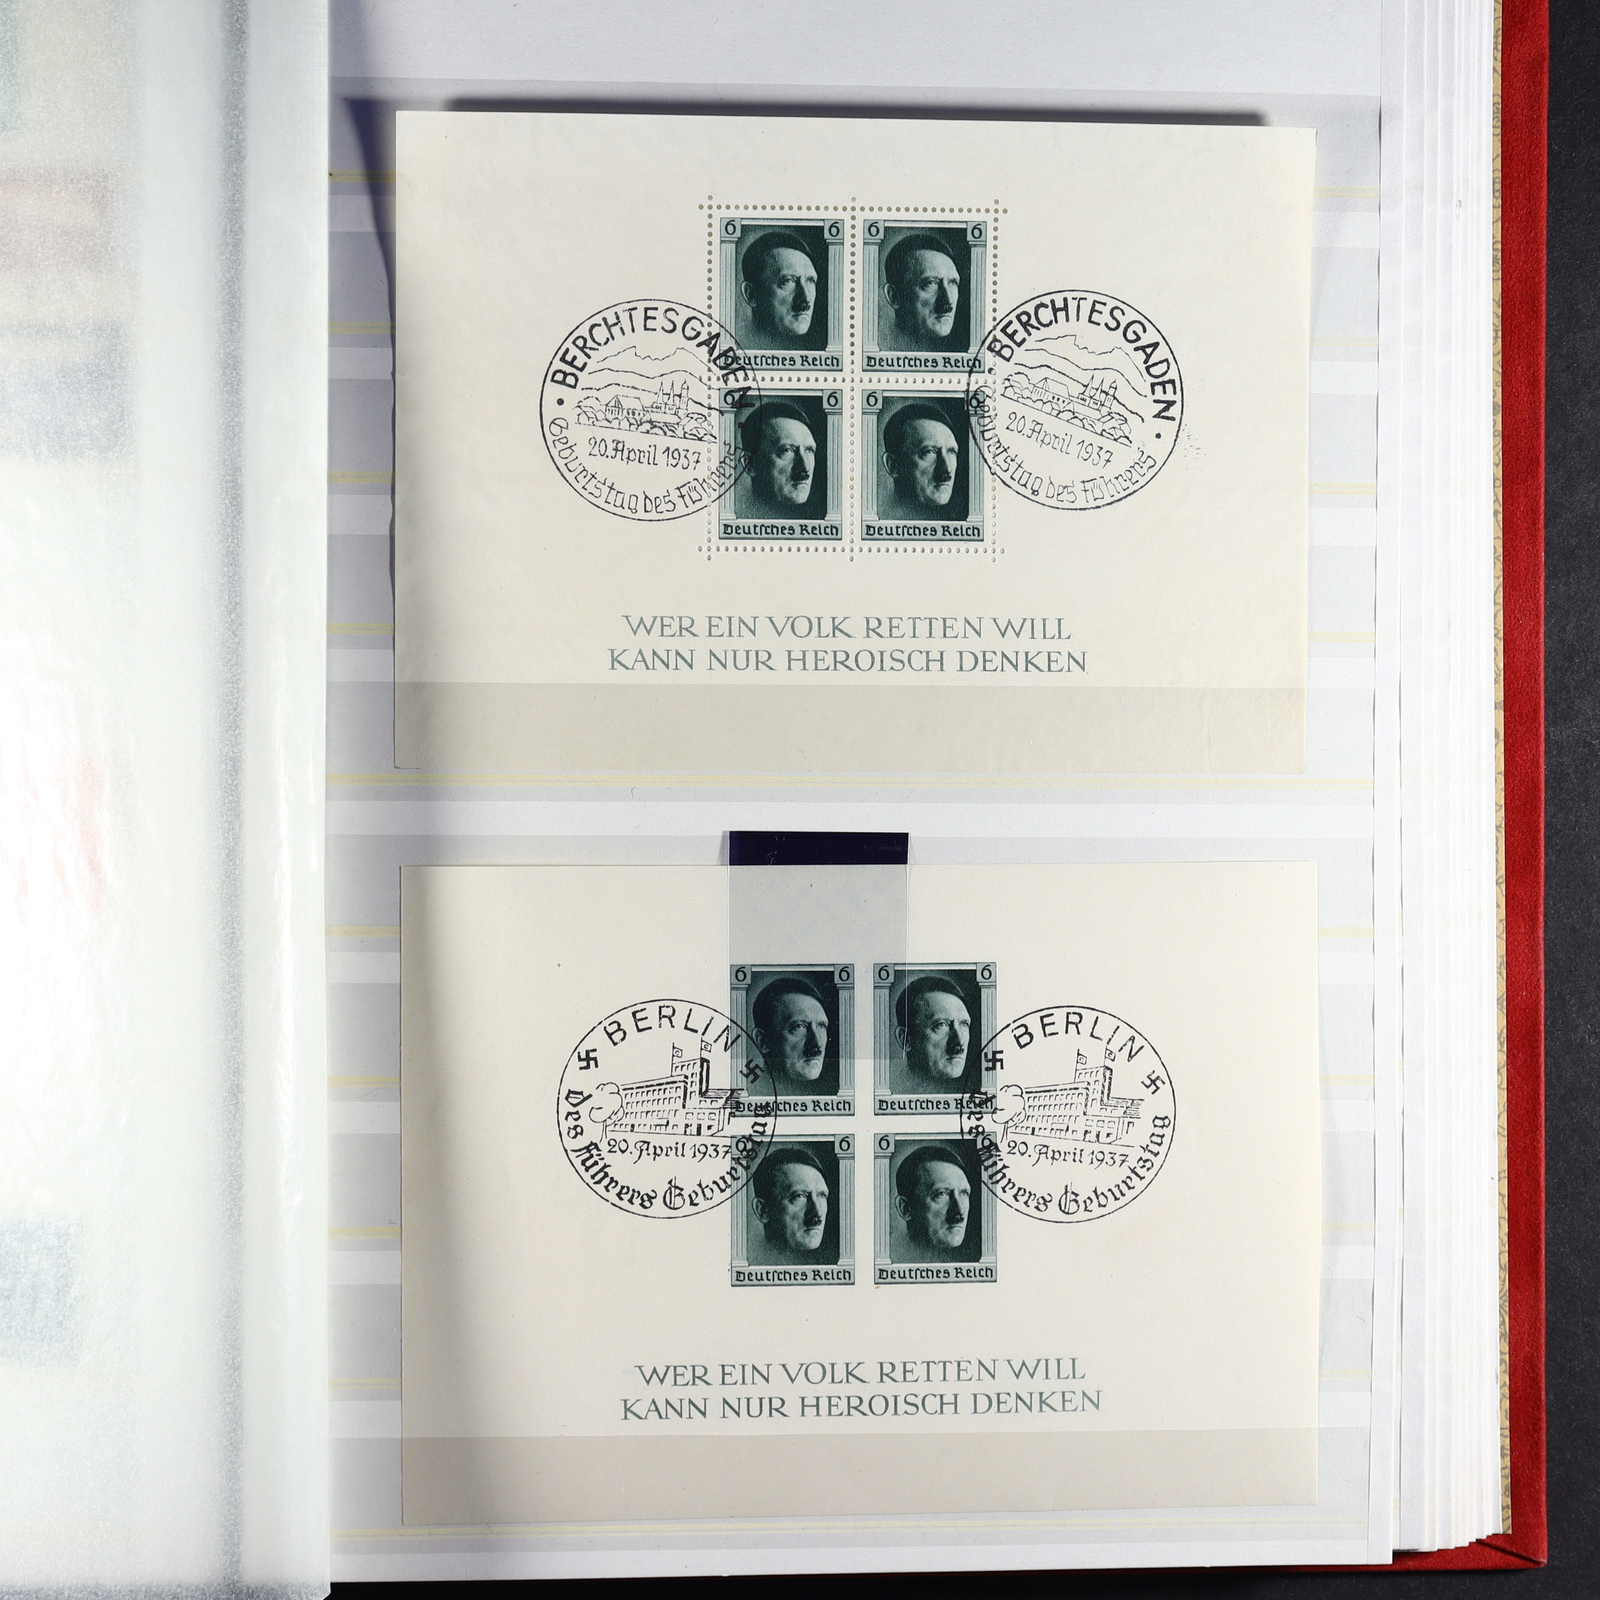 6 6 6 6
Deutsches Reich Deutsches Reich
BERCHTESGADEN
20. April 1937
Geburtstag des Führers
BERCHTESGADEN
20. April 1937
Geburtstag des Führers
6 6 6 6
Deutsches Reich Deutsches Reich
WER EIN VOLK RETTEN WILL
KANN NUR HEROISCH DENKEN
6 6 6 6
Deutsches Reich Deutsches Reich
BERLIN
20. April 1937
Des Führers Geburtstag
BERLIN
20. April 1937
Des Führers Geburtstag
6 6 6
Deutsches Reich Deutsches Reich
WER EIN VOLK RETTEN WILL
KANN NUR HEROISCH DENKEN